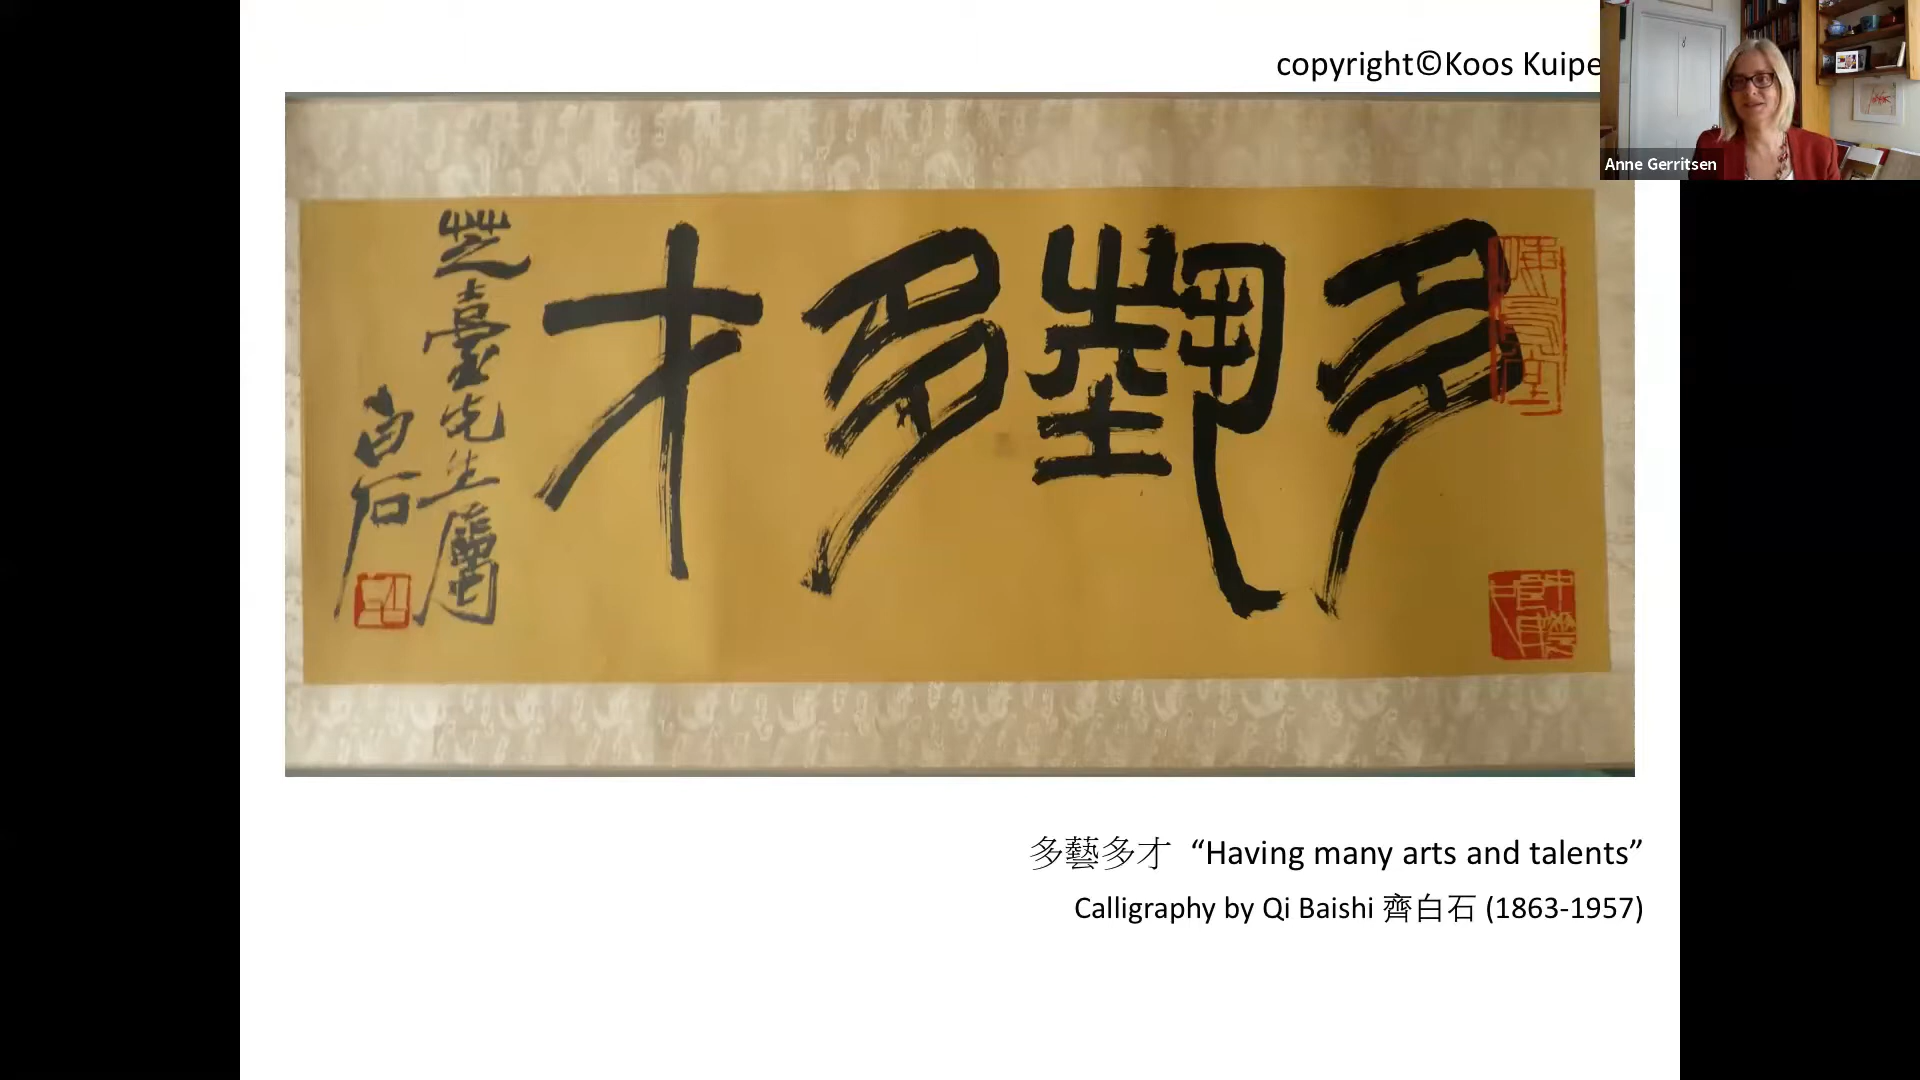 copyright©Koos Kuipe
Anne Gerritsen
多藝多才
芝臺先生屬
白石
多藝多才 “Having many arts and talents”
Calligraphy by Qi Baishi 齊白石 (1863-1957)